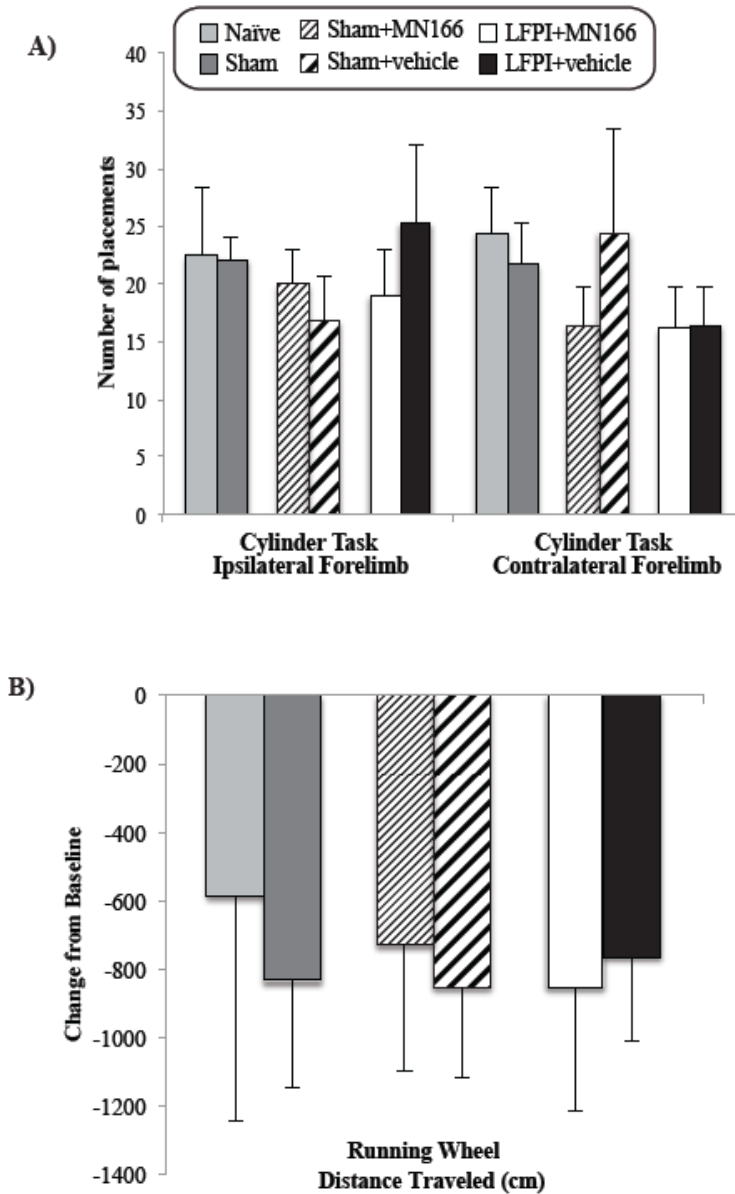 A)
Naïve Sham+MN166 LFPI+MN166
Sham Sham+vehicle LFPI+vehicle
40
35
30
25
20
15
10
5
0
Number of placements
Cylinder Task
Ipsilateral Forelimb
Cylinder Task
Contralateral Forelimb
B)
0
-200
-400
-600
-800
-1000
-1200
-1400
Change from Baseline
Running Wheel
Distance Traveled (cm)